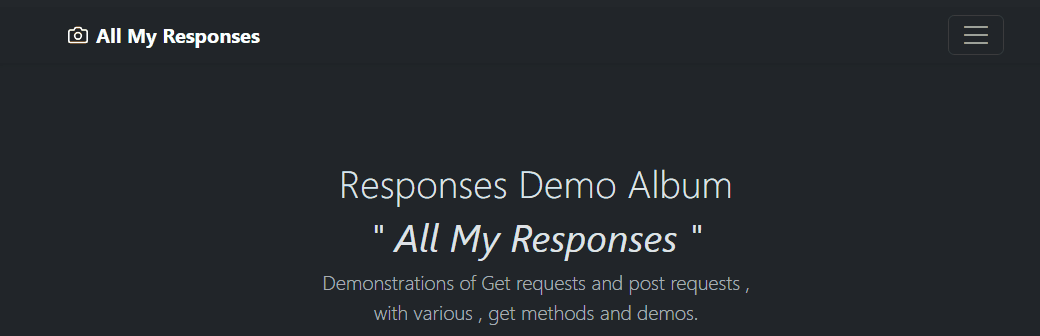 All My Responses
Responses Demo Album
" All My Responses "
Demonstrations of Get requests and post requests ,
with various , get methods and demos.